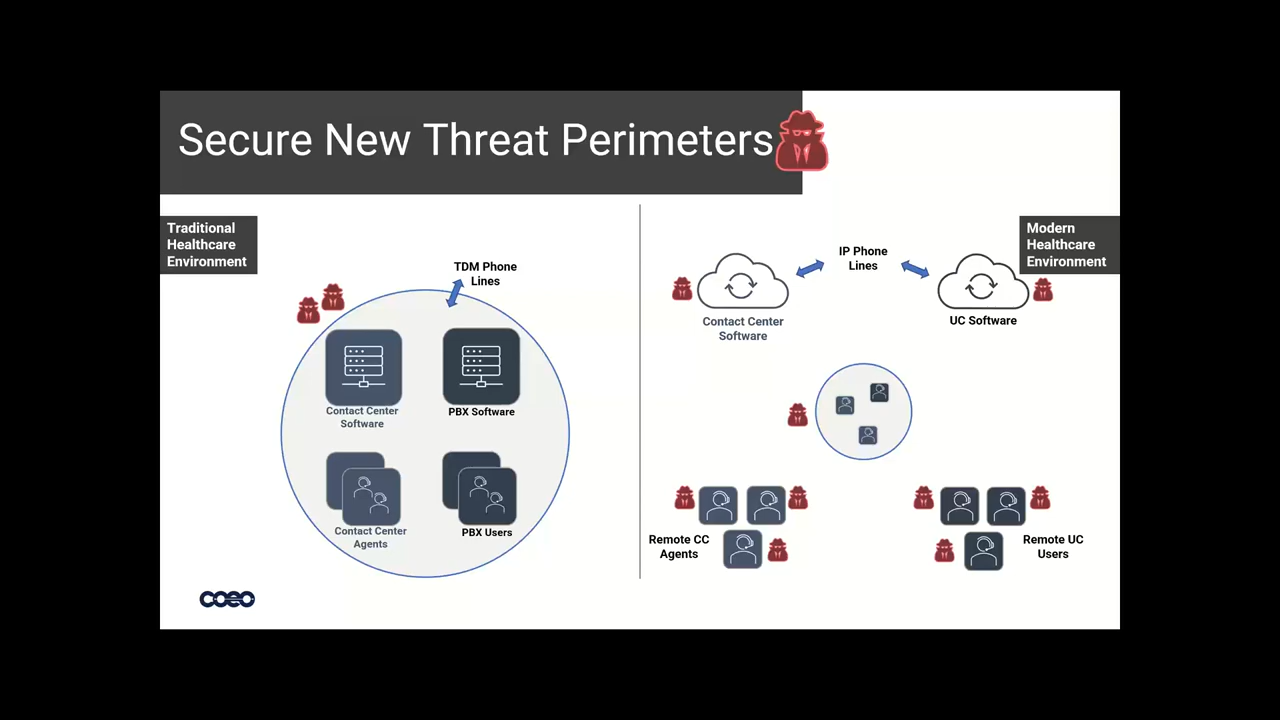 Secure New Threat Perimeters
Traditional
Healthcare
Environment
TDM Phone
Lines
Contact Center
Software
PBX Software
Contact Center
Agents
PBX Users
coeo
Modern
Healthcare
Environment
IP Phone
Lines
Contact Center
Software
UC Software
Remote CC
Agents
Remote UC
Users